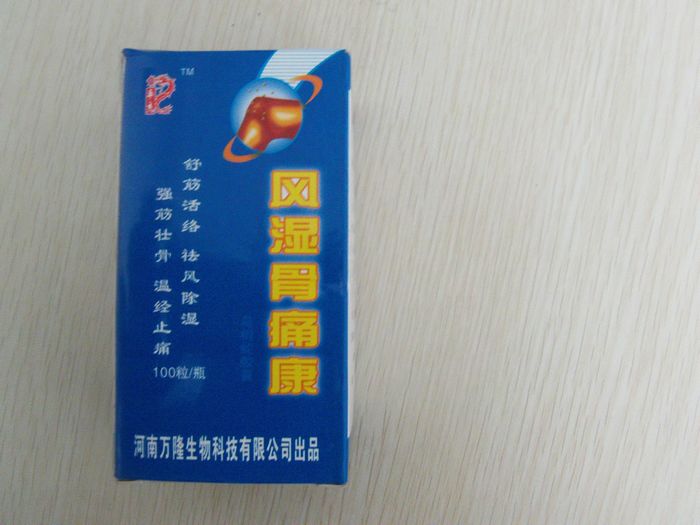 TM
风湿骨痛康
舒筋活络 祛风除湿
强筋壮骨 温经止痛
100粒/瓶
河南万隆生物科技有限公司出品